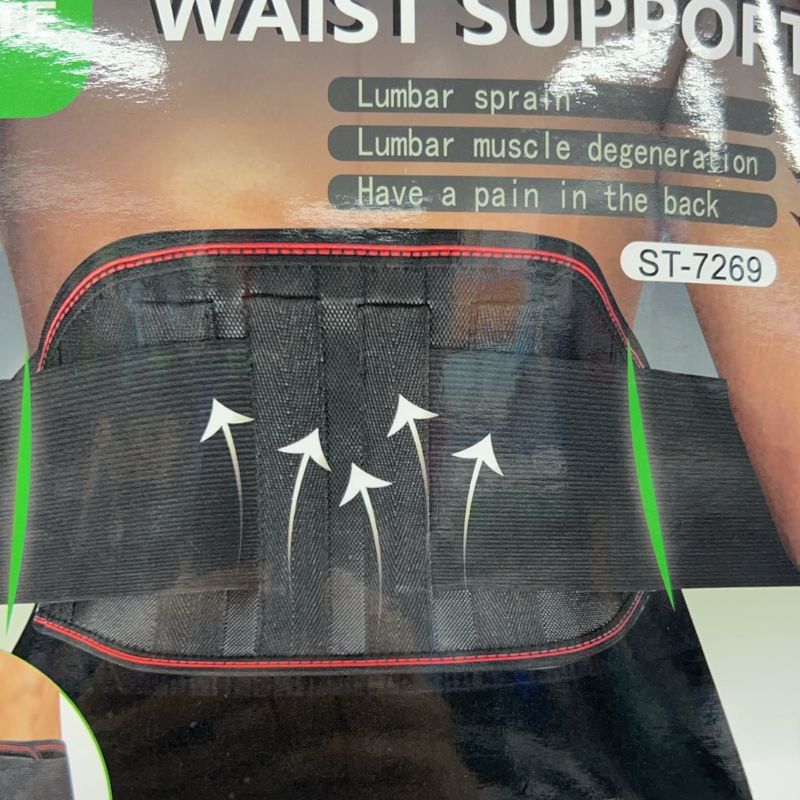 WAIST SUPPORT
Lumbar sprain
Lumbar muscle degeneration
Have a pain in the back
ST-7269